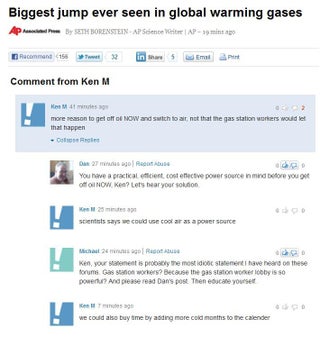 Biggest jump ever seen in global warming gases
AP Associated Press By SETH BORENSTEIN - AP Science Writer | AP – 19 mins ago
Recommend 156 Tweet 32 Share 5 Email Print
Comment from Ken M
Ken M 41 minutes ago 6 2
more reason to get off oil NOW and switch to air, not that the gas station workers would let
that happen
Collapse Replies
Dan 27 minutes ago | Report Abuse 6 0
You have a practical, efficient, cost effective power source in mind before you get
off oil NOW, Ken? Let's hear your solution.
Ken M 25 minutes ago 6 0
scientists says we could use cool air as a power source
Michael 24 minutes ago | Report Abuse 6 0
Ken, your statement is probably the most idiotic statement I have heard on these
forums. Gas station workers? Because the gas station worker lobby is so
powerful? And please read Dan's post. Then educate yourself.
Ken M 7 minutes ago 6 0
we could also buy time by adding more cold months to the calender